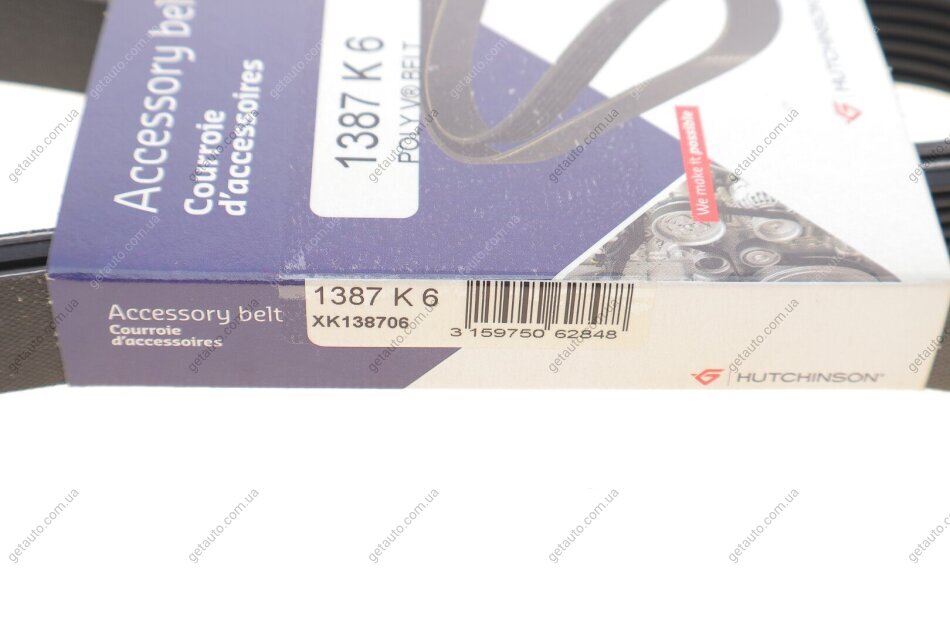 Accessory belt
Courroie
d'accessoires
1387 K 6
POLY V® BELT
We make it possible
HUTCHINSON
Accessory belt
Courroie
d'accessoires
1387 K 6
XK138706
3 159750 62848
HUTCHINSON
getauto.com.ua